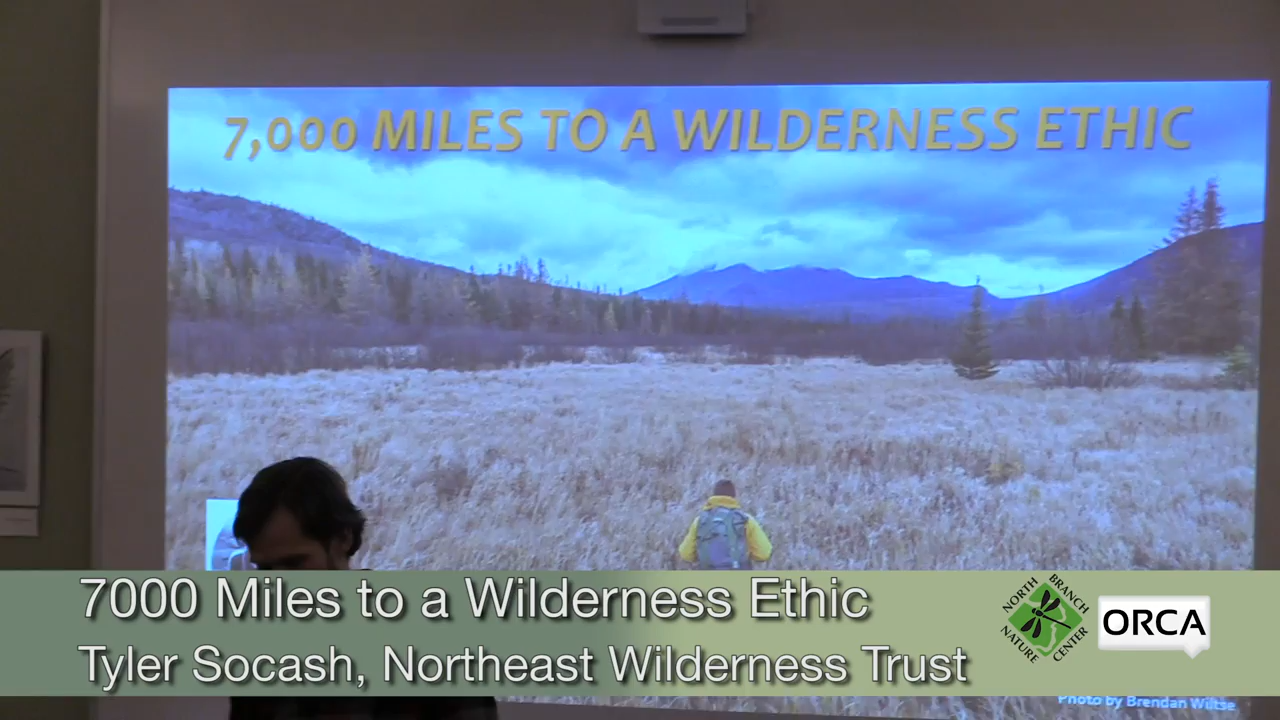 7,000 MILES TO A WILDERNESS ETHIC
7000 Miles to a Wilderness Ethic
Tyler Socash, Northeast Wilderness Trust
NORTH BRANCH
NATURE CENTER
ORCA
Photo by Brendan Wiltse